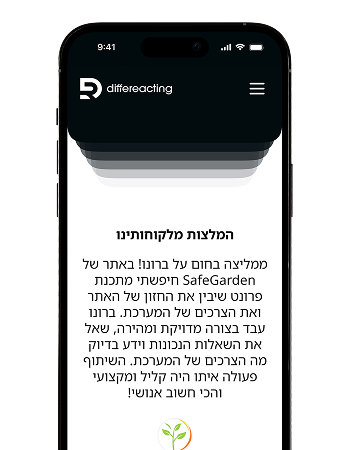 9:41
differeacting
המלצות מלקוחותינו
ממליצה בחום על ברונו! באתר של
SafeGarden חיפשתי מתכנת
פרונט שיבין את החזון של האתר
ואת הצרכים של המערכת. ברונו
עבד בצורה מדויקת ומהירה, שאל
את השאלות הנכונות וידע בדיוק
מה הצרכים של המערכת. השיתוף
פעולה איתו היה קליל ומקצועי
והכי חשוב אנושי!